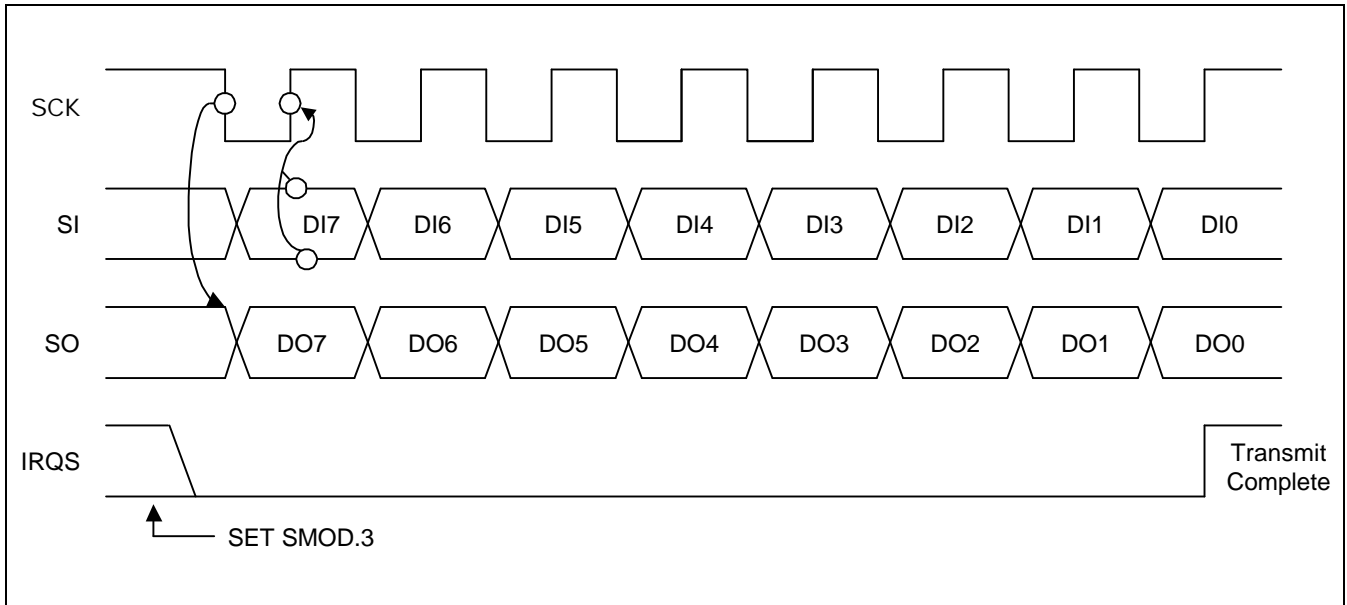 SCK
SI
DI7 DI6 DI5 DI4 DI3 DI2 DI1 DI0
SO
DO7 DO6 DO5 DO4 DO3 DO2 DO1 DO0
IRQS
Transmit
Complete
SET SMOD.3